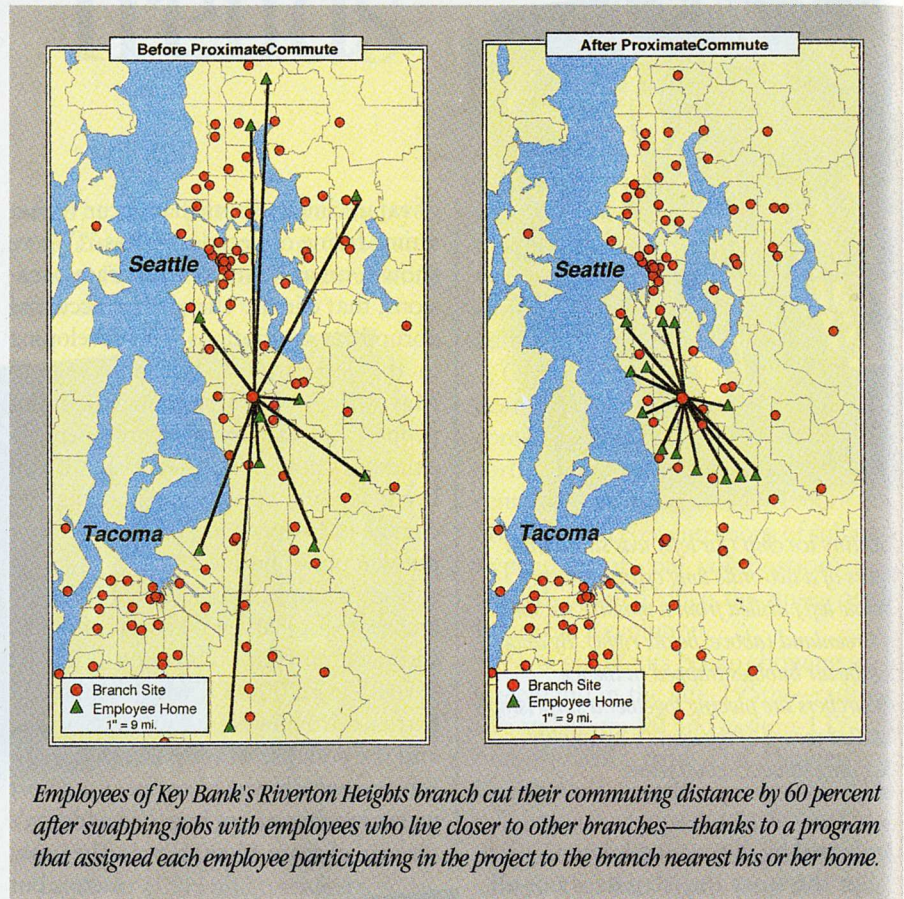 Before ProximateCommute
Seattle
Tacoma
Branch Site
Employee Home
1" = 9 mi.
After ProximateCommute
Seattle
Tacoma
Branch Site
Employee Home
1" = 9 mi.
Employees of Key Bank's Riverton Heights branch cut their commuting distance by 60 percent
after swapping jobs with employees who live closer to other branches—thanks to a program
that assigned each employee participating in the project to the branch nearest his or her home.